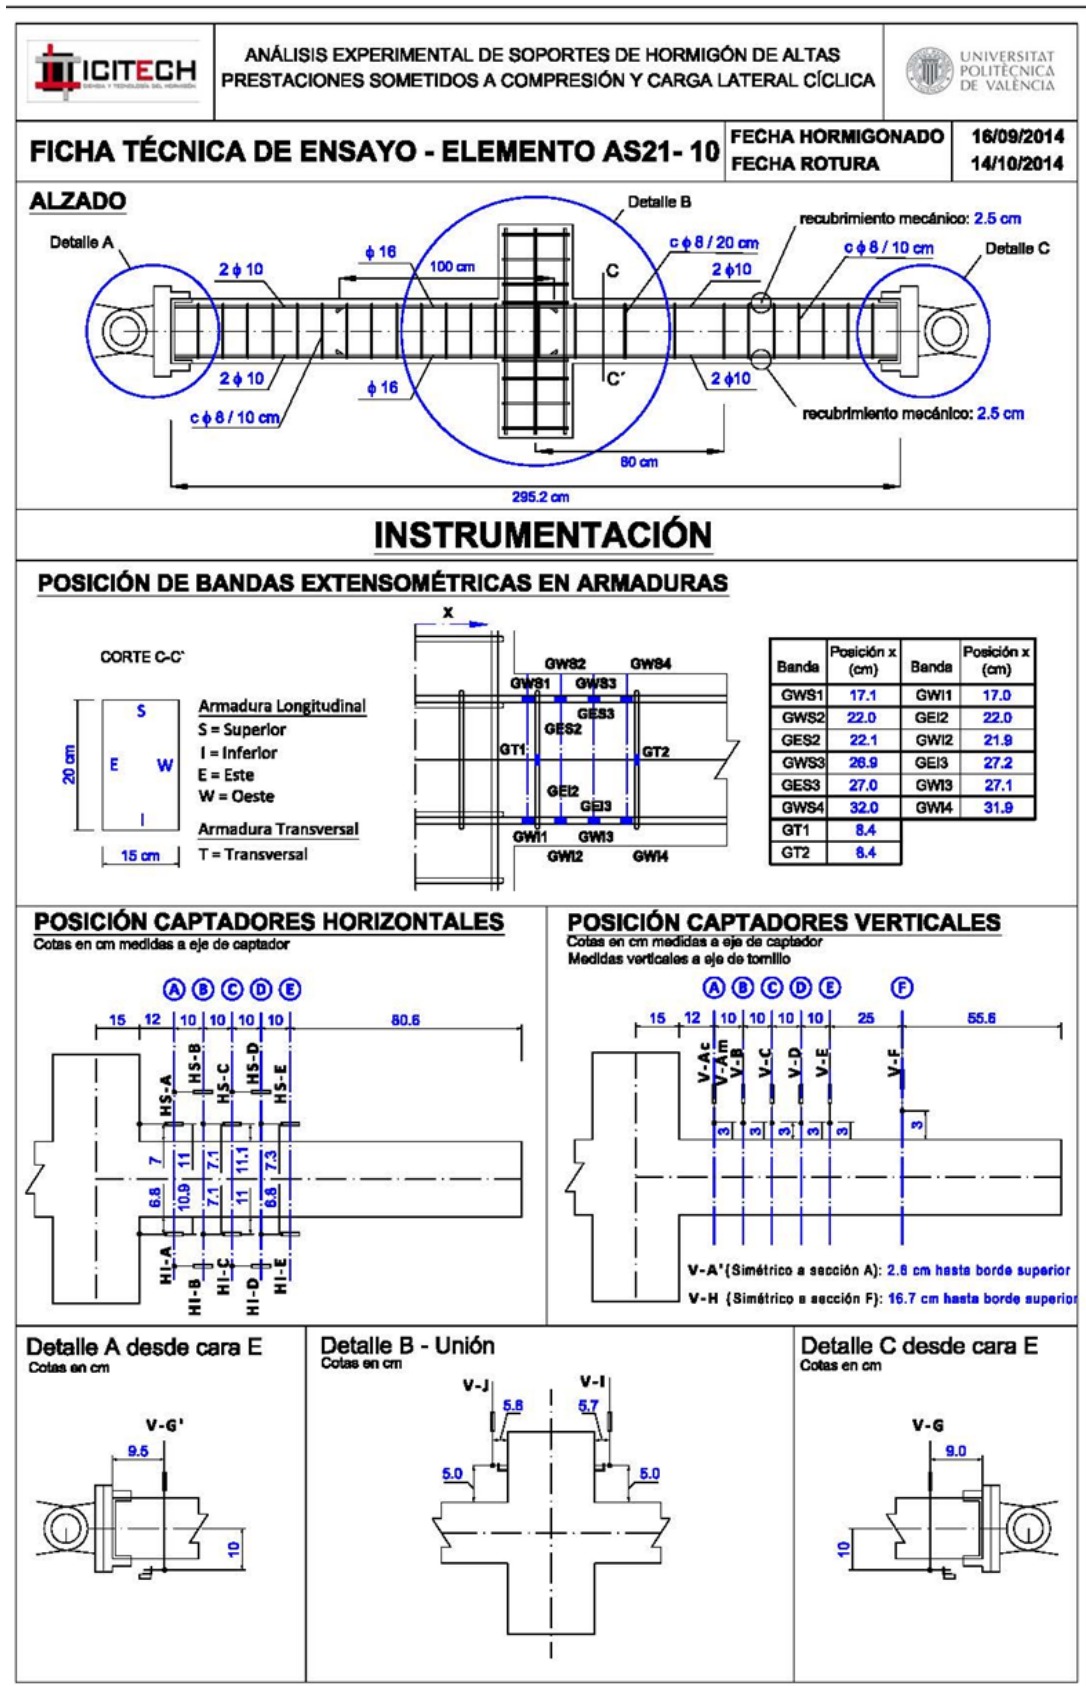 ICITECH
ANÁLISIS EXPERIMENTAL DE SOPORTES DE HORMIGÓN DE ALTAS
PRESTACIONES SOMETIDOS A COMPRESIÓN Y CARGA LATERAL CÍCLICA
UNIVERSITAT
POLITÈCNICA
DE VALÈNCIA
FICHA TÉCNICA DE ENSAYO - ELEMENTO AS21- 10
FECHA HORMIGONADO 16/09/2014
FECHA ROTURA 14/10/2014
ALZADO
Detalle B
recubrimiento mecánico: 2.5 cm
Detalle A
2 ϕ 10
ϕ 16
100 cm
c ϕ 8 / 20 cm
C
2 ϕ10
c ϕ 8 / 10 cm
Detalle C
2 ϕ 10
ϕ 16
C´
2 ϕ10
c ϕ 8 / 10 cm
recubrimiento mecánico: 2.5 cm
80 cm
295.2 cm
INSTRUMENTACIÓN
POSICIÓN DE BANDAS EXTENSOMÉTRICAS EN ARMADURAS
CORTE C-C`
S
E W
I
20 cm
15 cm
Armadura Longitudinal
S = Superior
I = Inferior
E = Este
W = Oeste
Armadura Transversal
T = Transversal
X
GWS2 GWS4
GWS1 GWS3
GES3
GES2
GT1 GT2
GEI2
GEI3
GWI1 GWI3
GWI2 GWI4
Banda Posición x (cm) Banda Posición x (cm)
GWS1 17.1 GWI1 17.0
GWS2 22.0 GEI2 22.0
GES2 22.1 GWI2 21.9
GWS3 26.9 GEI3 27.2
GES3 27.0 GWI3 27.1
GWS4 32.0 GWI4 31.9
GT1 8.4
GT2 8.4
POSICIÓN CAPTADORES HORIZONTALES
Cotas en cm medidas a eje de captador
A B C D E
15 12 10 10 10 10 80.6
HS-A HS-B HS-C HS-D HS-E
7 11 7.1 11.1 7.3
6.8 10.9 7.1 11 6.8
HI-A HI-B HI-C HI-D HI-E
POSICIÓN CAPTADORES VERTICALES
Cotas en cm medidas a eje de captador
Medidas verticales a eje de tornillo
A B C D E F
15 12 10 10 10 10 25 55.6
V-Ac V-Am V-B V-C V-D V-E V-F
3 3 3 3 3 3
V-A'(Simétrico a sección A): 2.8 cm hasta borde superior
V-H (Simétrico a sección F): 16.7 cm hasta borde superior
Detalle A desde cara E
Cotas en cm
V-G'
9.5
10
Detalle B - Unión
Cotas en cm
V-J V-I
5.8 5.7
5.0 5.0
Detalle C desde cara E
Cotas en cm
V-G
9.0
10